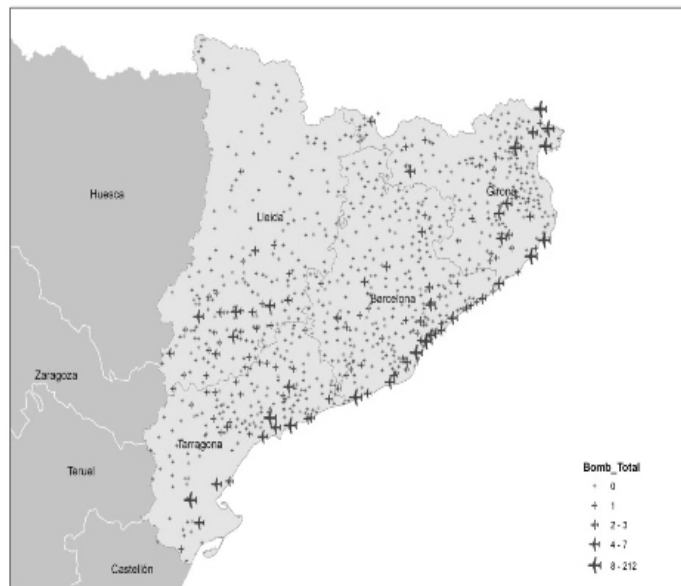 Huesca
Lleida
Girona
Barcelona
Zaragoza
Tarragona
Teruel
Castellón
Bomb_Total
0
1
2 - 3
4 - 7
8 - 212